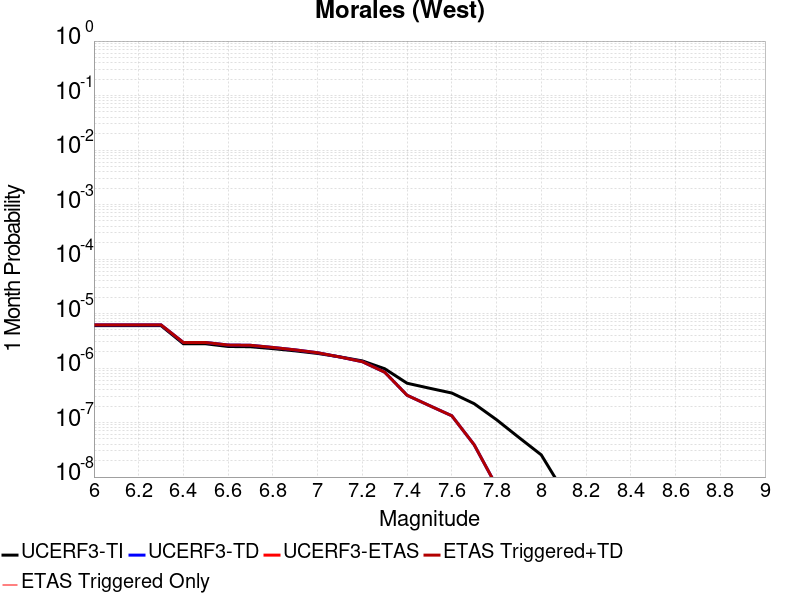 Morales (West)
10^0
10^-1
10^-2
10^-3
10^-4
10^-5
10^-6
10^-7
10^-8
1 Month Probability
6 6.2 6.4 6.6 6.8 7 7.2 7.4 7.6 7.8 8 8.2 8.4 8.6 8.8 9
Magnitude
UCERF3-TI UCERF3-TD UCERF3-ETAS ETAS Triggered+TD
ETAS Triggered Only